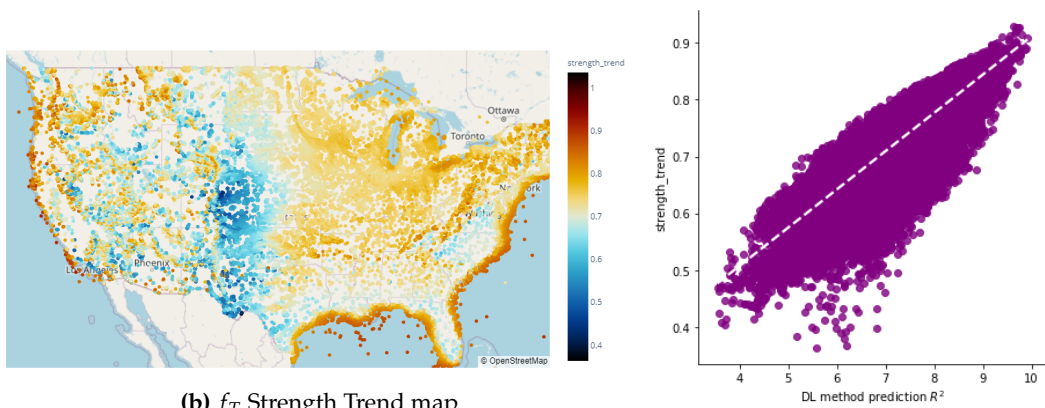 strength_trend
1
0.9
0.8
0.7
0.6
0.5
0.4
Ottawa
Toronto
Los Angeles
Phoenix
© OpenStreetMap
(b) f_T Strength Trend map
0.9
0.8
0.7
0.6
0.5
0.4
strength_trend
4 5 6 7 8 9 10
DL method prediction R²